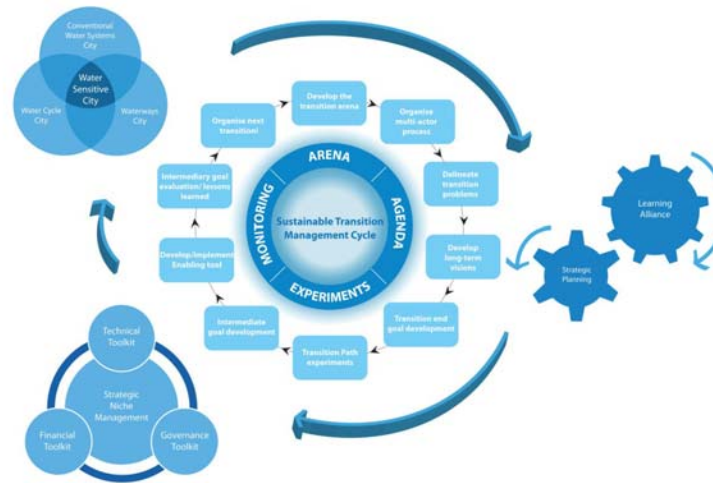 Conventional
Water Systems
City
Water
Sensitive
City
Water Cycle
City
Waterways
City
Develop the
transition arena
Organise
multi-actor
process
Delineate
transition
problems
Develop
long-term
visions
Transition end
goal development
Transition Path
experiments
Intermediate
goal development
Develop/implement
Enabling tool
Intermediary goal
evaluation/ lessons
learned
Organise next
transition!
ARENA
AGENDA
EXPERIMENTS
MONITORING
Sustainable Transition
Management Cycle
Learning
Alliance
Strategic
Planning
Technical
Toolkit
Strategic
Niche
Management
Financial
Toolkit
Governance
Toolkit